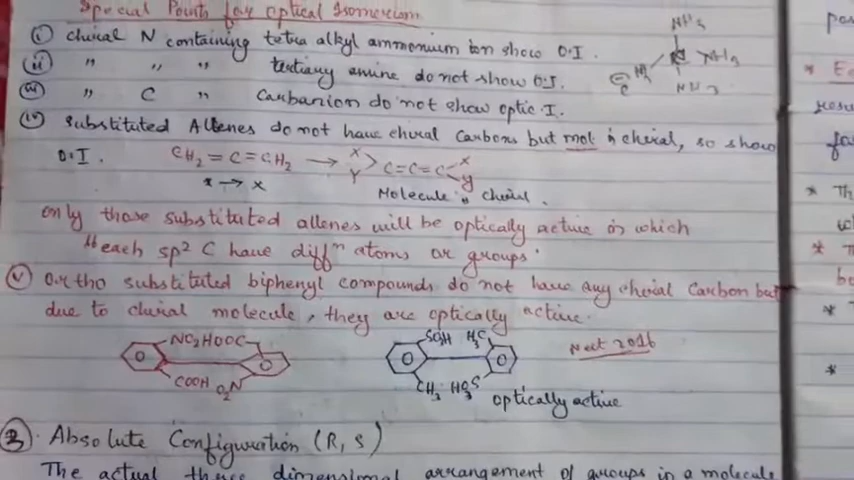 Special Points for Optical Isomerism
(i) chiral N containing tetra alkyl ammonium ion show O.I.
(ii) " " " tertiary amine do not show O.I.
(iii) " C " Carbanion do not show optic. I.
(iv) substituted Allenes do not have chiral Carbons but mol. is chiral, so show
O.I. CH2=C=CH2 → X Y >C=C=C< X y
x → x Molecule is chiral.
only those substituted allenes will be optically active in which
"each sp2 C have diffn atoms or groups.
(v) ortho substituted biphenyl compounds do not have any chiral Carbon but
due to chiral molecule, they are optically active.
NO2 HOOC SO3H H3C Neet 2016
COOH O2N CH3 HO3S optically active
(3). Absolute Configuration (R, S)
The actual three dimensional arrangement of groups in a molecule
NH3
NH3
NH3